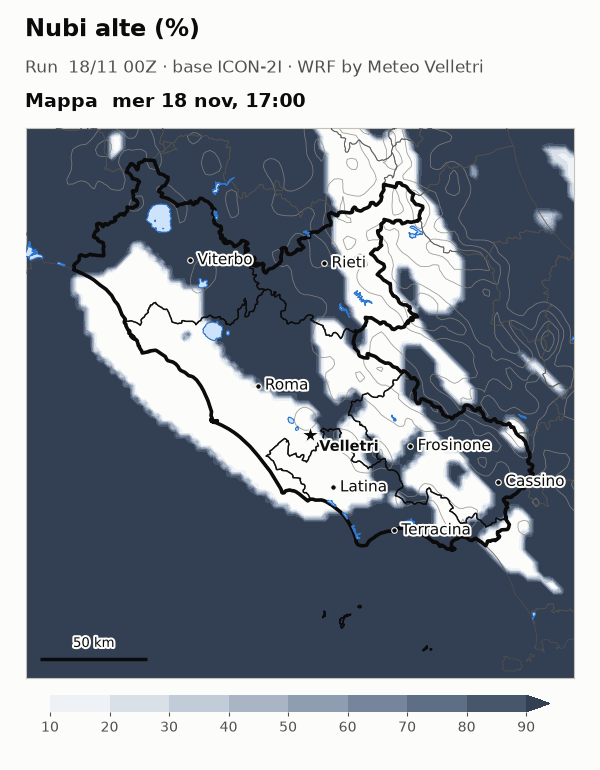 Nubi alte (%)
Run  18/11 00Z · base ICON-2I · WRF by Meteo Velletri
Mappa  mer 18 nov, 17:00
Viterbo
Rieti
Roma
Velletri
Frosinone
Latina
Cassino
Terracina
50 km
10 20 30 40 50 60 70 80 90